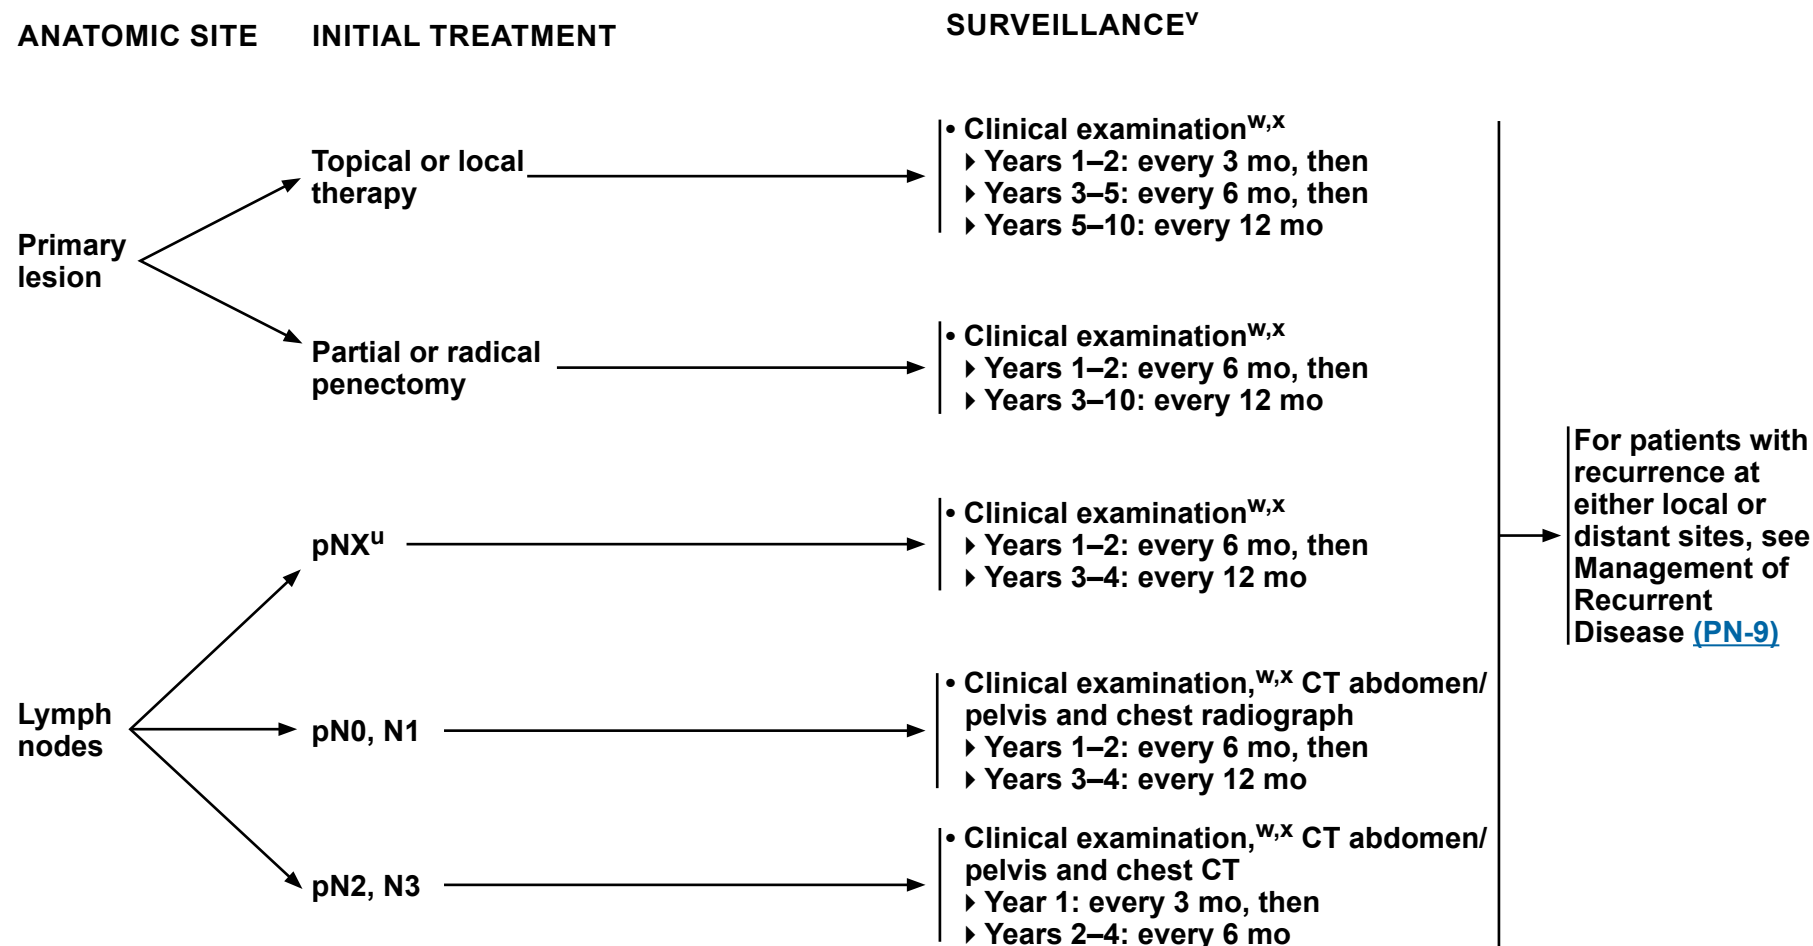 ANATOMIC SITE INITIAL TREATMENT SURVEILLANCEᵛ
Primary
lesion
Topical or local
therapy
• Clinical examinationʷ,ˣ
▸ Years 1–2: every 3 mo, then
▸ Years 3–5: every 6 mo, then
▸ Years 5–10: every 12 mo
Partial or radical
penectomy
• Clinical examinationʷ,ˣ
▸ Years 1–2: every 6 mo, then
▸ Years 3–10: every 12 mo
Lymph
nodes
pNXᵘ
• Clinical examinationʷ,ˣ
▸ Years 1–2: every 6 mo, then
▸ Years 3–4: every 12 mo
pN0, N1
• Clinical examination,ʷ,ˣ CT abdomen/
pelvis and chest radiograph
▸ Years 1–2: every 6 mo, then
▸ Years 3–4: every 12 mo
pN2, N3
• Clinical examination,ʷ,ˣ CT abdomen/
pelvis and chest CT
▸ Year 1: every 3 mo, then
▸ Years 2–4: every 6 mo
For patients with
recurrence at
either local or
distant sites, see
Management of
Recurrent
Disease (PN-9)